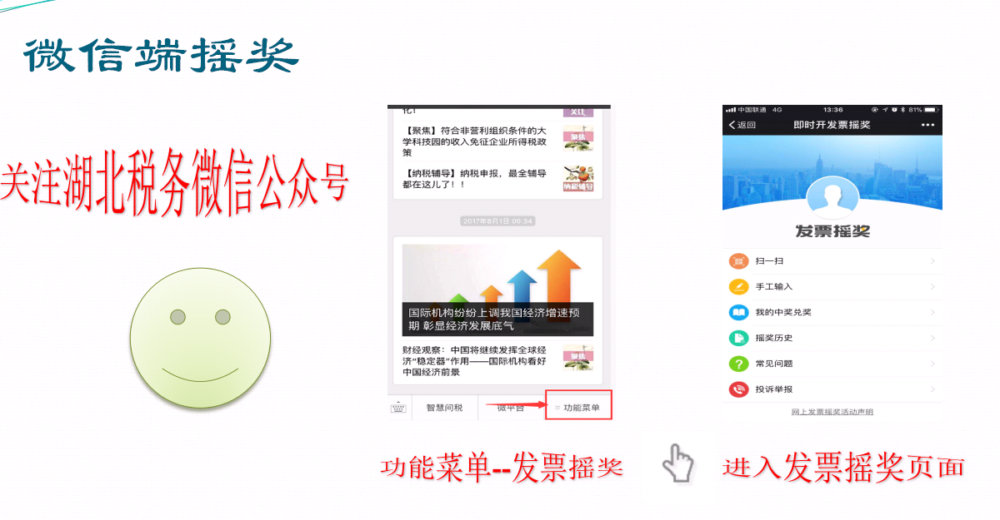 微信端摇奖
关注湖北税务微信公众号
化!
关注
【聚焦】符合非营利组织条件的大
学科技园的收入免征企业所得税政
策
聚焦
【纳税辅导】纳税申报，最全辅导
都在这儿了！！
纳税辅导
2017年8月1日 09:34
国际机构纷纷上调我国经济增速预
期 彰显经济发展底气
财经观察：中国将继续发挥全球经
济“稳定器”作用——国际机构看好
中国经济前景
聚焦
智慧问税
微平台
功能菜单
功能菜单--发票摇奖
中国联通 4G 13:36 81%
返回 即时开发票摇奖
发票摇奖
扫一扫
手工输入
我的中奖兑奖
摇奖历史
常见问题
投诉举报
网上发票摇奖活动声明
进入发票摇奖页面